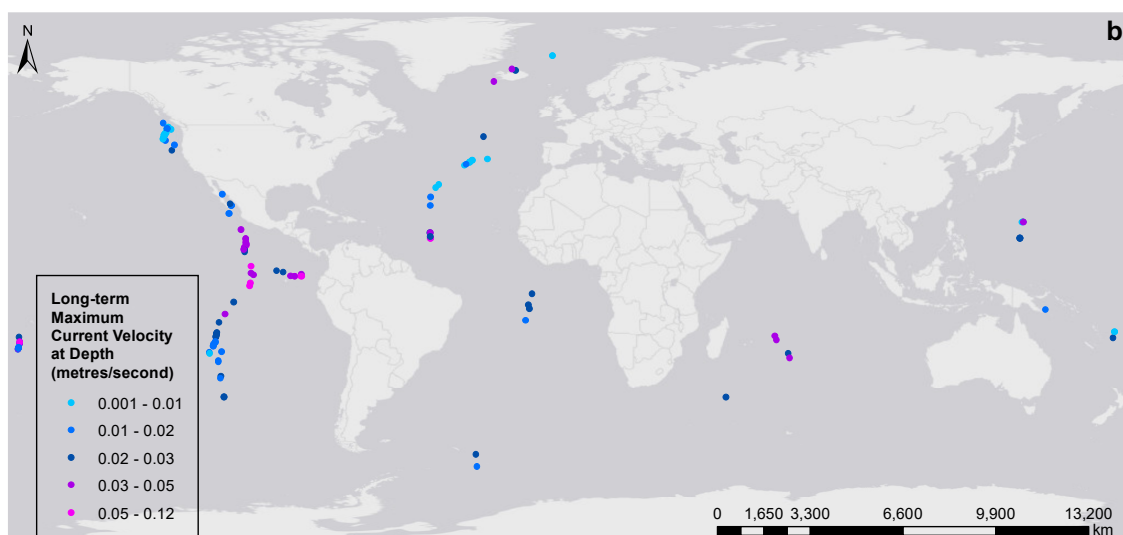 N
b
Long-term
Maximum
Current Velocity
at Depth
(metres/second)
0.001 - 0.01
0.01 - 0.02
0.02 - 0.03
0.03 - 0.05
0.05 - 0.12
0 1,650 3,300 6,600 9,900 13,200
km